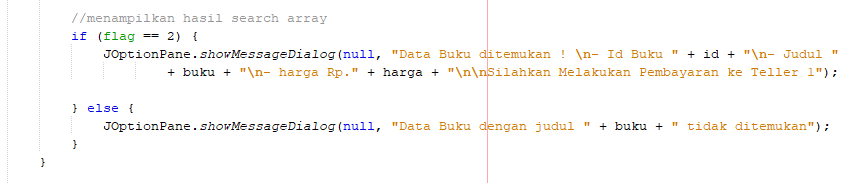 //menampilkan hasil search array
if (flag == 2) {
JOptionPane.showMessageDialog(null, "Data Buku ditemukan ! \n- Id Buku " + id + "\n- Judul "
+ buku + "\n- harga Rp." + harga + "\n\nSilahkan Melakukan Pembayaran ke Teller 1");
} else {
JOptionPane.showMessageDialog(null, "Data Buku dengan judul " + buku + " tidak ditemukan");
}
}